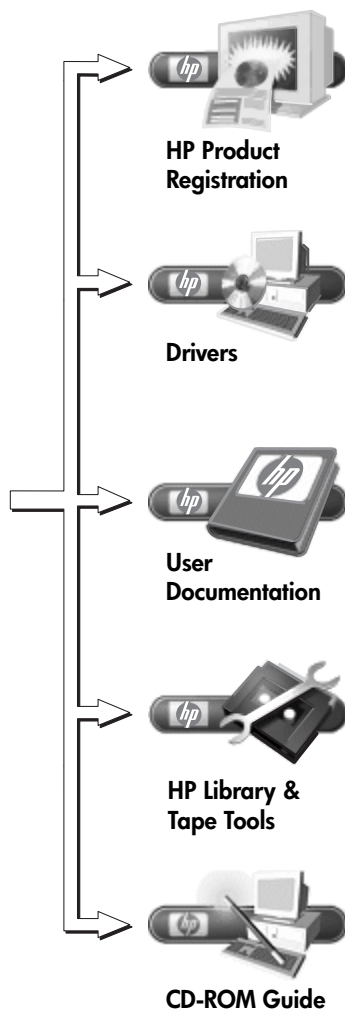 hp
HP Product
Registration
hp
Drivers
hp
hp
User
Documentation
hp
HP Library &
Tape Tools
hp
CD-ROM Guide